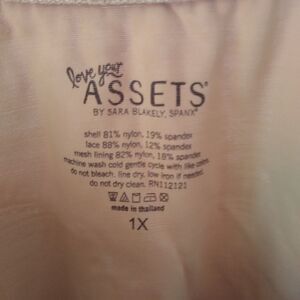 love your
ASSETS®
BY SARA BLAKELY, SPANX®
shell 81% nylon, 19% spandex
lace 88% nylon, 12% spandex
mesh lining 82% nylon, 18% spandex
machine wash cold gentle cycle with like colors.
do not bleach. line dry, low iron if needed.
do not dry clean. RN112121
made in thailand
1X